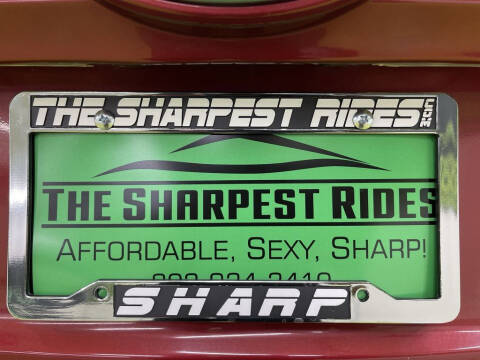 THE SHARPEST RIDES
THE SHARPEST RIDES
AFFORDABLE, SEXY, SHARP!
SHARP